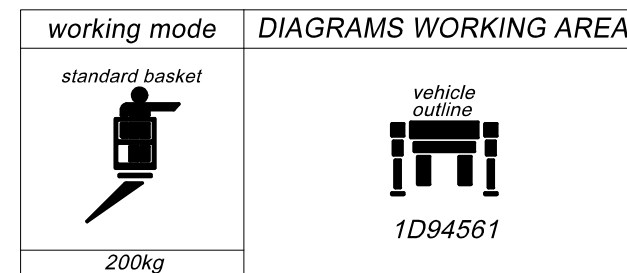 working mode
DIAGRAMS WORKING AREA
standard basket
vehicle
outline
1D94561
200kg